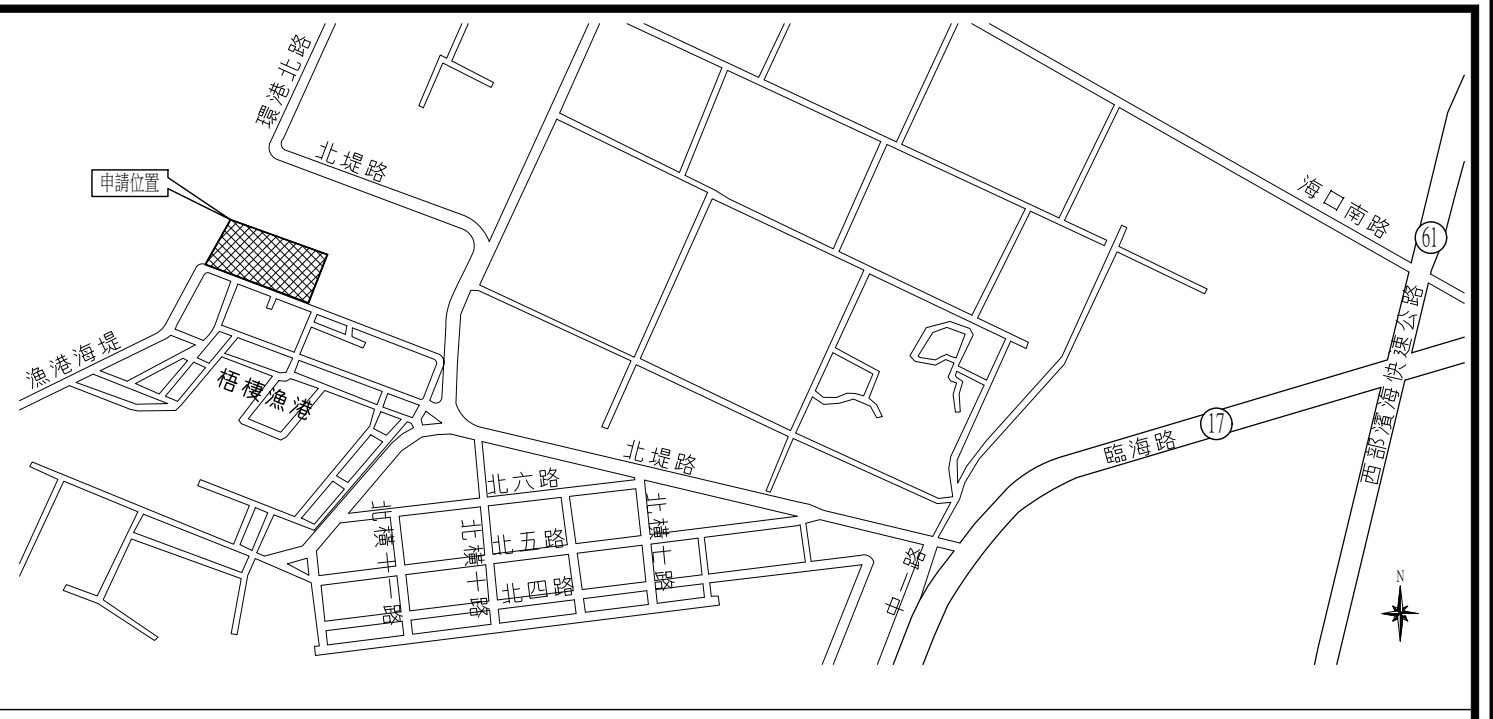 環港北路
北堤路
申請位置
海口南路
61
漁港海堤
梧棲漁港
西部濱海快速公路
17
臨海路
北堤路
北六路
北橫十一路
北橫十路
北橫十路
北五路
北四路
中一路
N